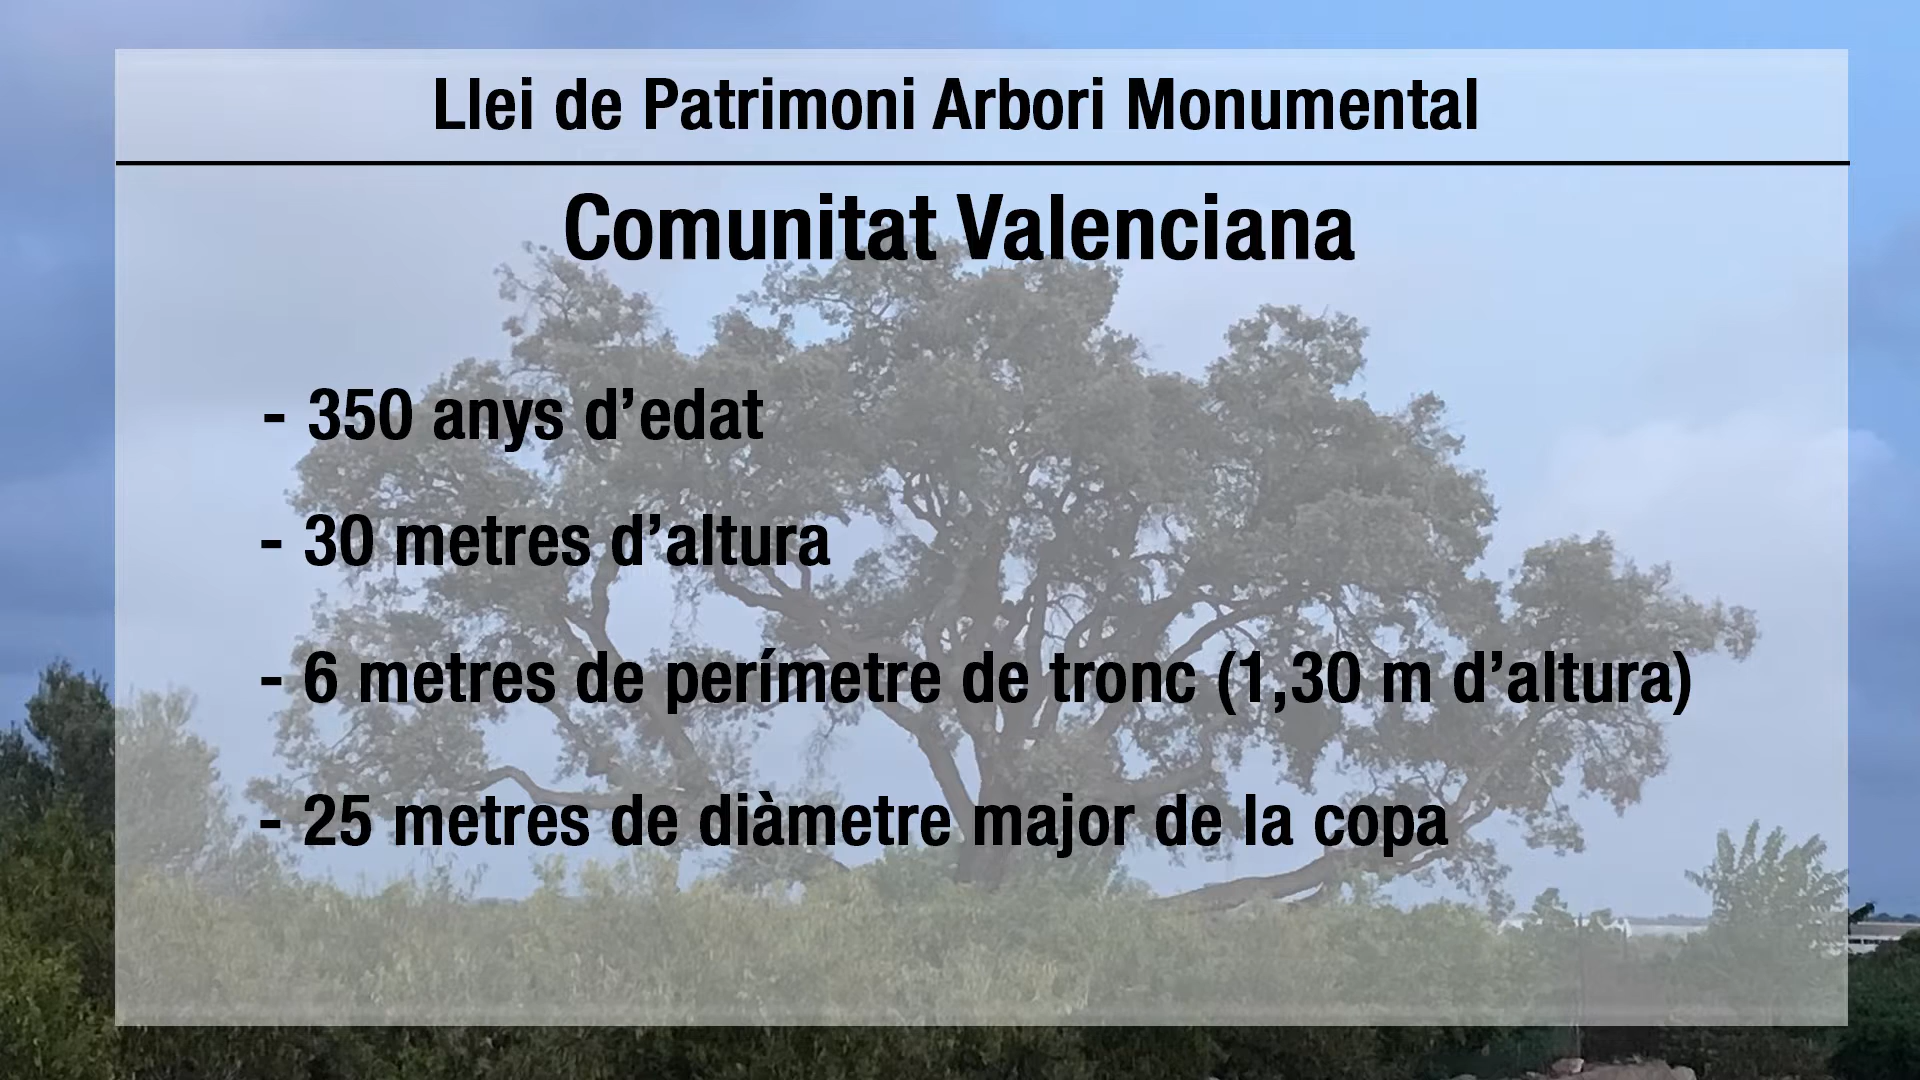 Llei de Patrimoni Arbori Monumental
Comunitat Valenciana
- 350 anys d’edat
- 30 metres d’altura
- 6 metres de perímetre de tronc (1,30 m d’altura)
- 25 metres de diàmetre major de la copa